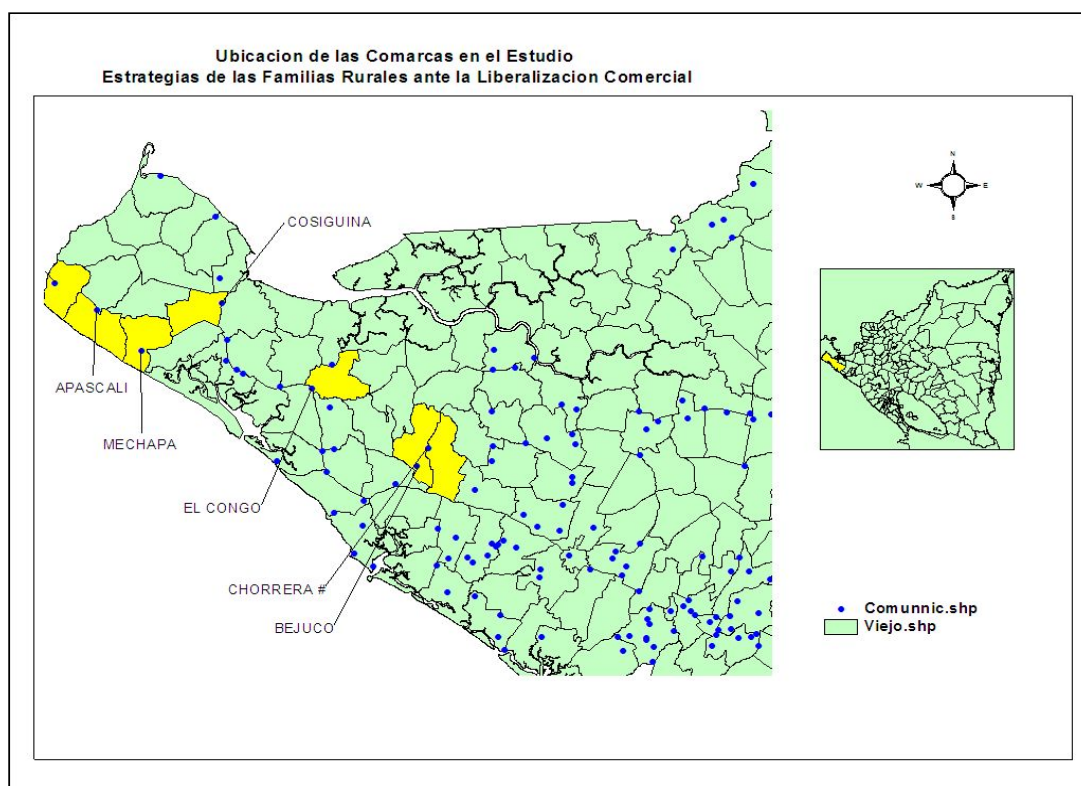 Ubicacion de las Comarcas en el Estudio
Estrategias de las Familias Rurales ante la Liberalizacion Comercial
N
W E
S
COSIGUINA
APASCALI
MECHAPA
EL CONGO
CHORRERA #
BEJUCO
Comunnic.shp
Viejo.shp